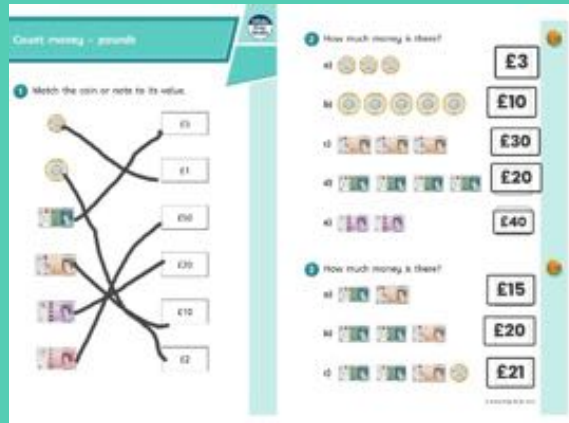 Count money – pounds
1 Match the coin or note to its value.
£5
£1
£50
£20
£10
£2
2 How much money is there?
a) £3
b) £10
c) £30
d) £20
e) £40
3 How much money is there?
a) £15
b) £20
c) £21